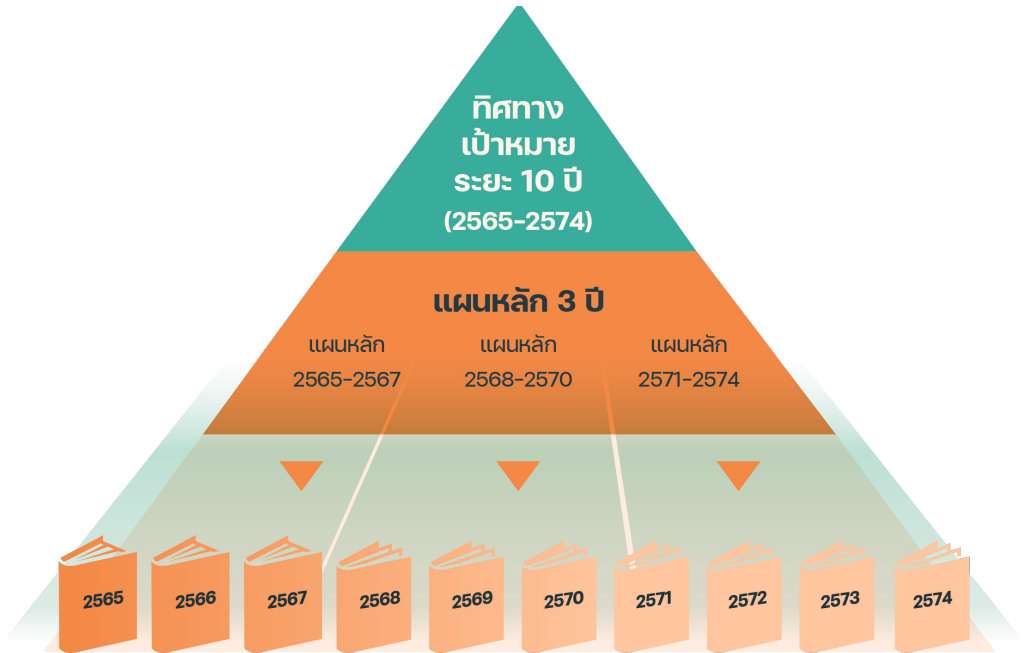 ทิศทาง
เป้าหมาย
ระยะ 10 ปี
(2565-2574)
แผนหลัก 3 ปี
แผนหลัก
2565-2567
แผนหลัก
2568-2570
แผนหลัก
2571-2574
2565
2566
2567
2568
2569
2570
2571
2572
2573
2574